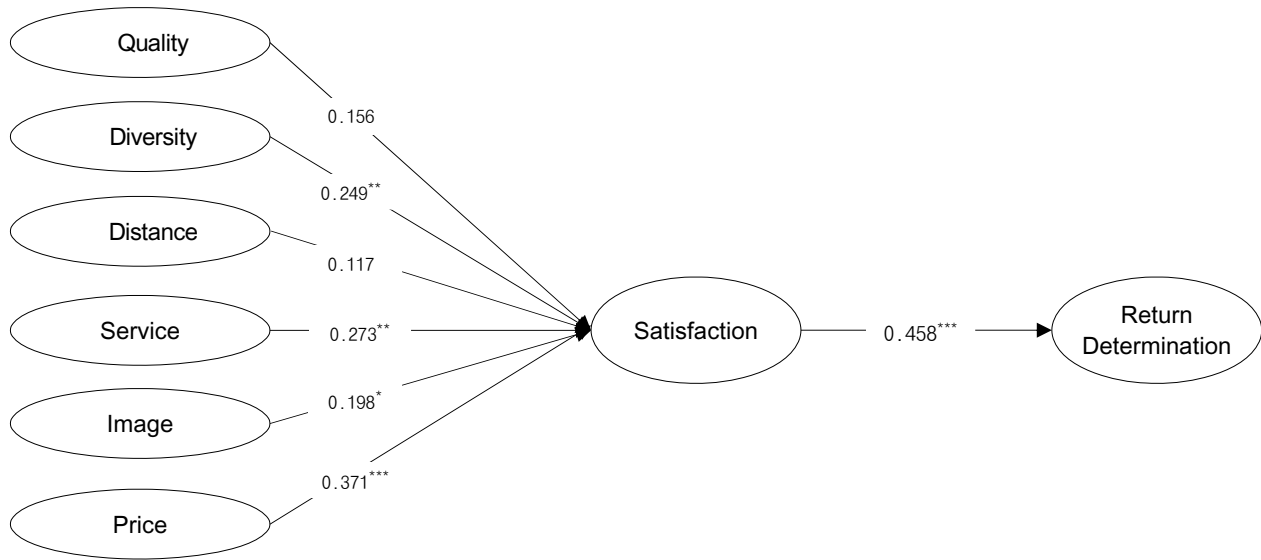 Quality
0.156
Diversity
0.249**
Distance
0.117
Service
0.273**
Satisfaction
0.458***
Return
Determination
Image
0.198*
Price
0.371***